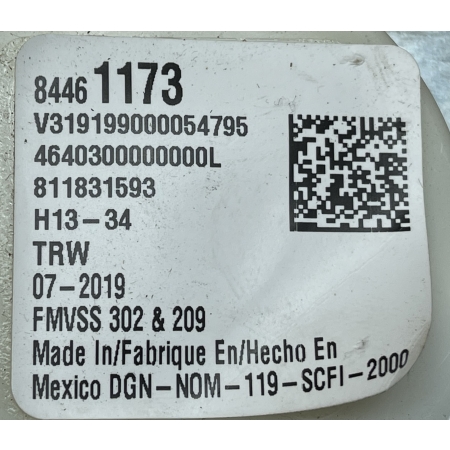 8446 1173
V319199000054795
4640300000000L
811831593
H13-34
TRW
07-2019
FMVSS 302 & 209
Made In/Fabrique En/Hecho En
Mexico DGN-NOM-119-SCFI-2000